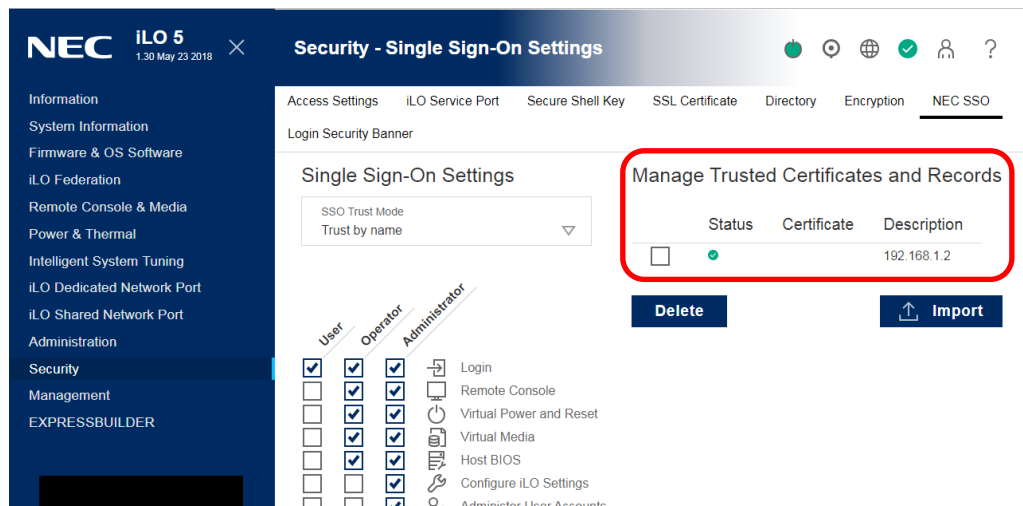 NEC iLO 5
1.30 May 23 2018
Security - Single Sign-On Settings
?
Information
System Information
Firmware & OS Software
iLO Federation
Remote Console & Media
Power & Thermal
Intelligent System Tuning
iLO Dedicated Network Port
iLO Shared Network Port
Administration
Security
Management
EXPRESSBUILDER
Access Settings iLO Service Port Secure Shell Key SSL Certificate Directory Encryption NEC SSO
Login Security Banner
Single Sign-On Settings
SSO Trust Mode
Trust by name
User Operator Administrator
Login
Remote Console
Virtual Power and Reset
Virtual Media
Host BIOS
Configure iLO Settings
Administer User Accounts
Manage Trusted Certificates and Records
Status Certificate Description
192.168.1.2
Delete Import